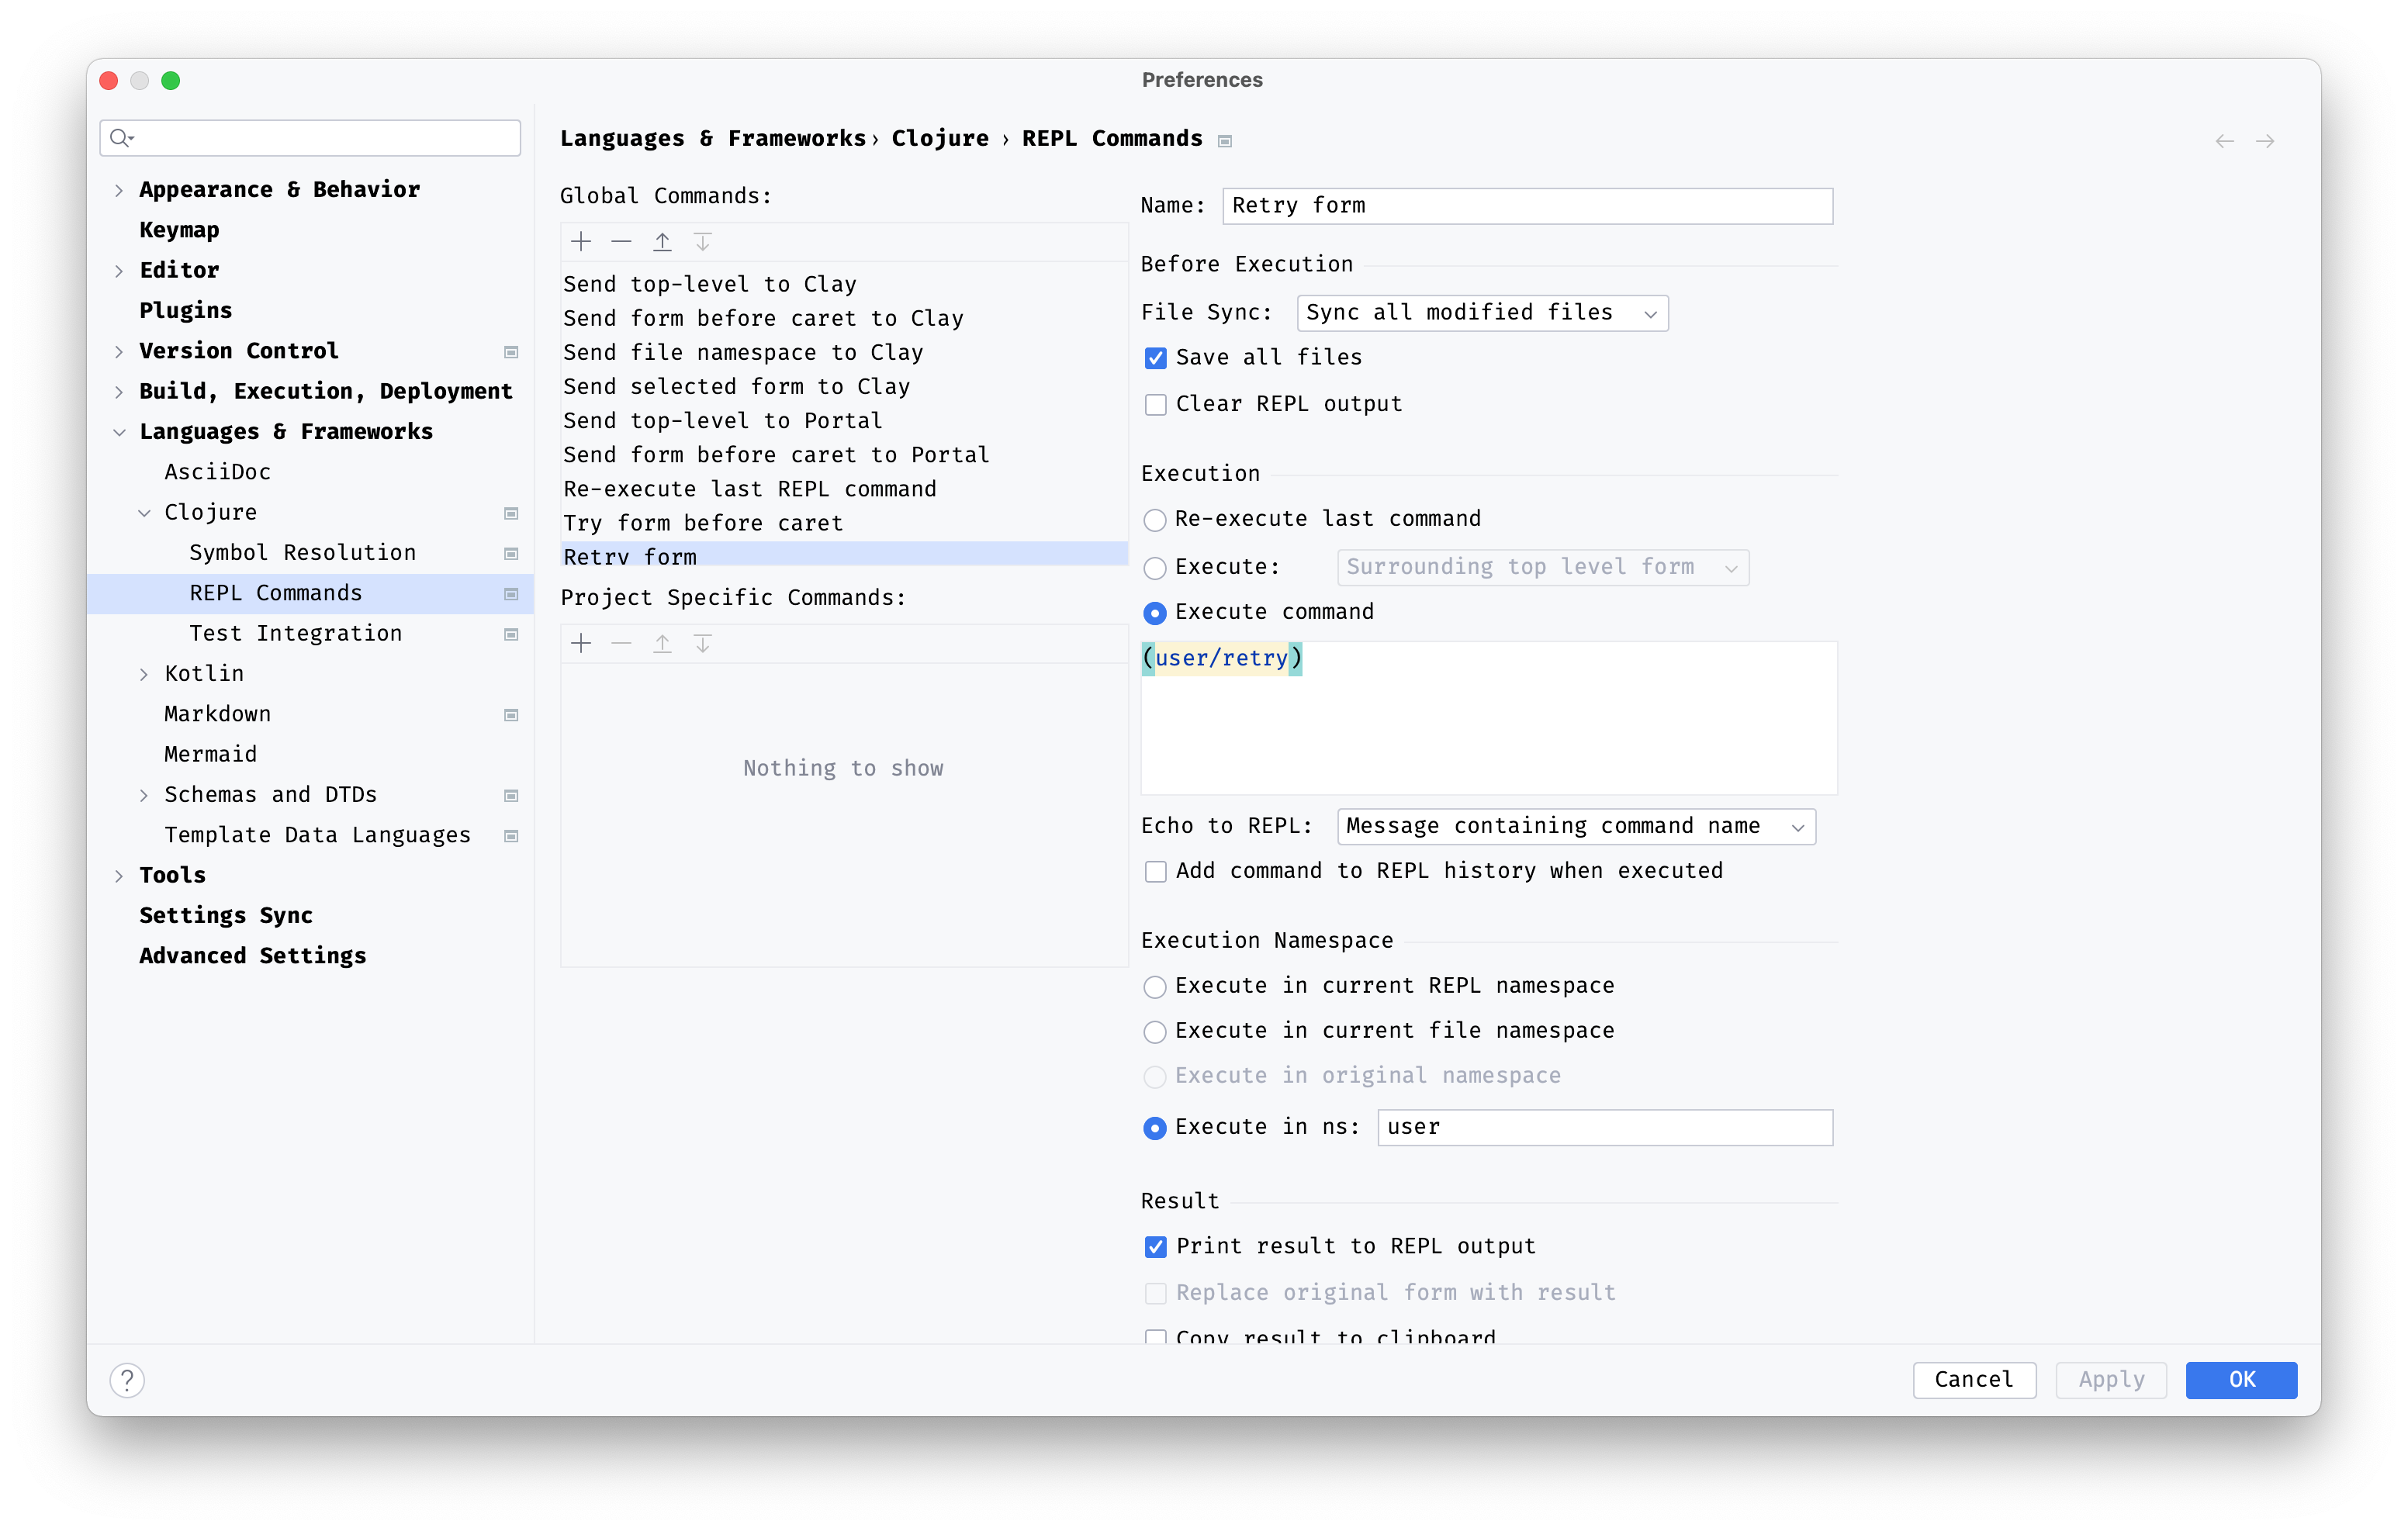 Preferences
Appearance & Behavior
Keymap
Editor
Plugins
Version Control
Build, Execution, Deployment
Languages & Frameworks
AsciiDoc
Clojure
Symbol Resolution
REPL Commands
Test Integration
Kotlin
Markdown
Mermaid
Schemas and DTDs
Template Data Languages
Tools
Settings Sync
Advanced Settings
Languages & Frameworks › Clojure › REPL Commands
Global Commands:
Send top-level to Clay
Send form before caret to Clay
Send file namespace to Clay
Send selected form to Clay
Send top-level to Portal
Send form before caret to Portal
Re-execute last REPL command
Try form before caret
Retry form
Project Specific Commands:
Nothing to show
Name: Retry form
Before Execution
File Sync: Sync all modified files
Save all files
Clear REPL output
Execution
Re-execute last command
Execute: Surrounding top level form
Execute command
(user/retry)
Echo to REPL: Message containing command name
Add command to REPL history when executed
Execution Namespace
Execute in current REPL namespace
Execute in current file namespace
Execute in original namespace
Execute in ns: user
Result
Print result to REPL output
Replace original form with result
Copy result to clipboard
?
Cancel
Apply
OK